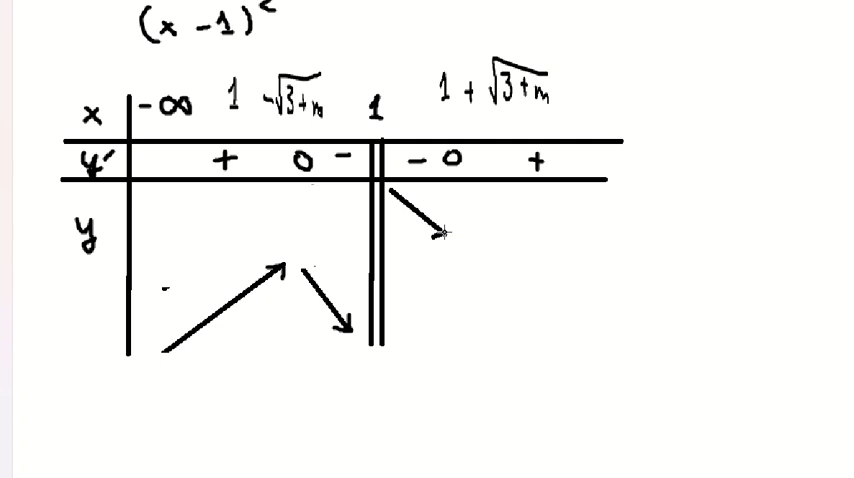 (x - 1)²
x -∞ 1 - √3+m 1 1 + √3+m
y' + 0 - - 0 +
y